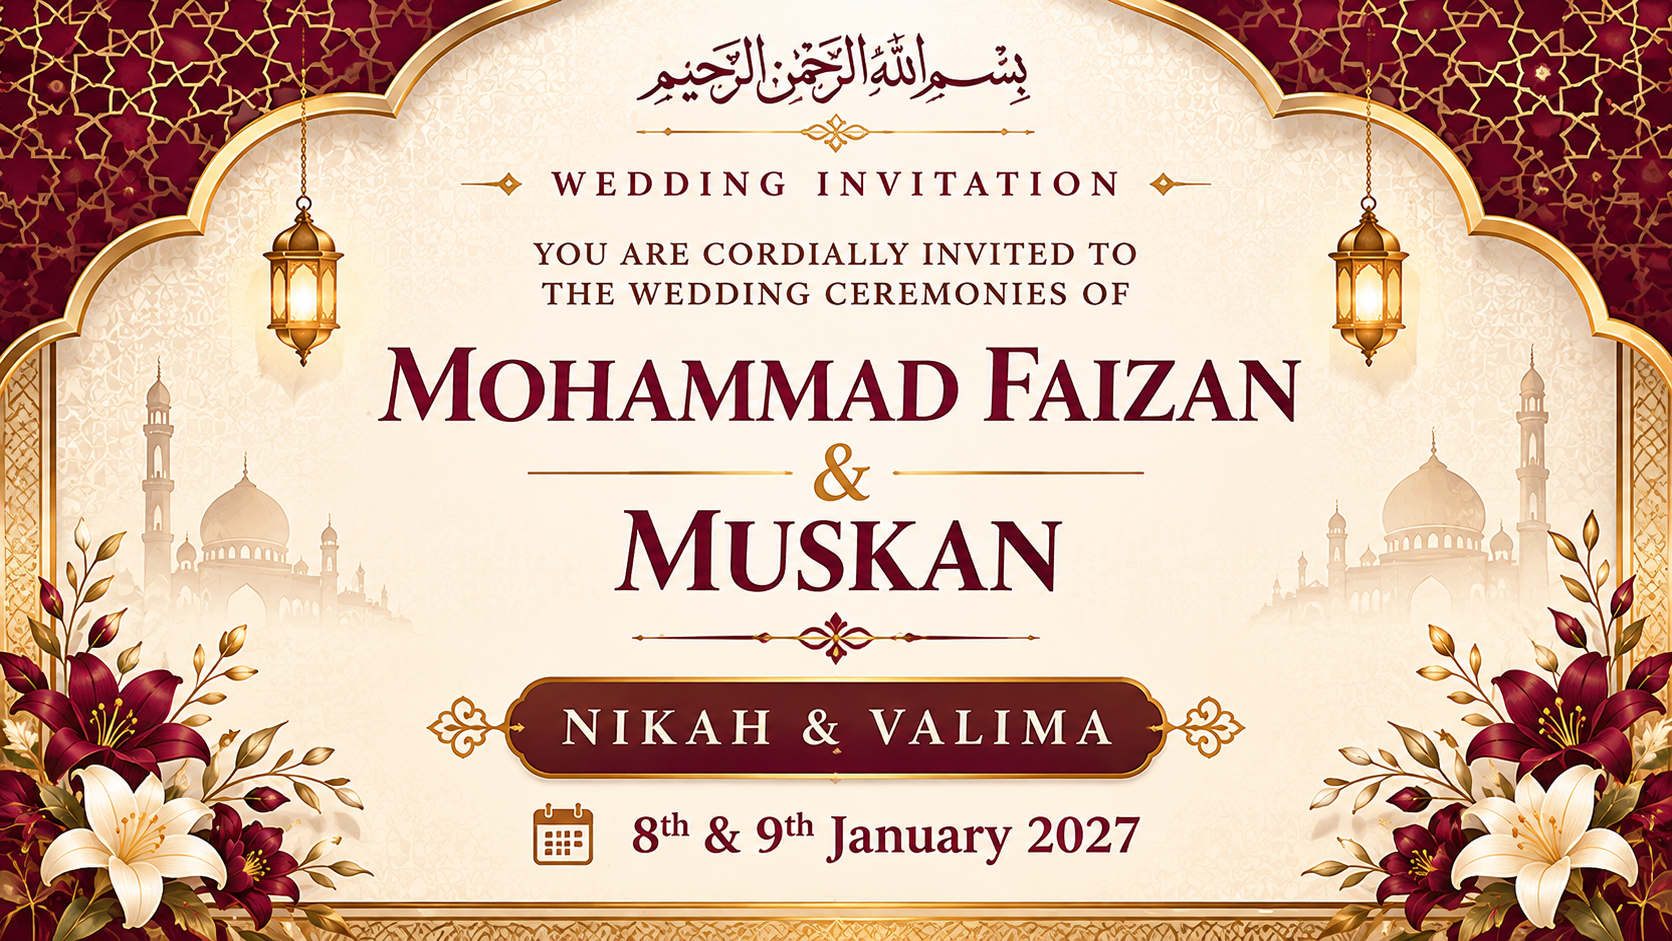 بِسْمِ اللهِ الرَّحْمٰنِ الرَّحِيْمِ
WEDDING INVITATION
YOU ARE CORDIALLY INVITED TO
THE WEDDING CEREMONIES OF
MOHAMMAD FAIZAN
&
MUSKAN
NIKAH & VALIMA
8th & 9th January 2027